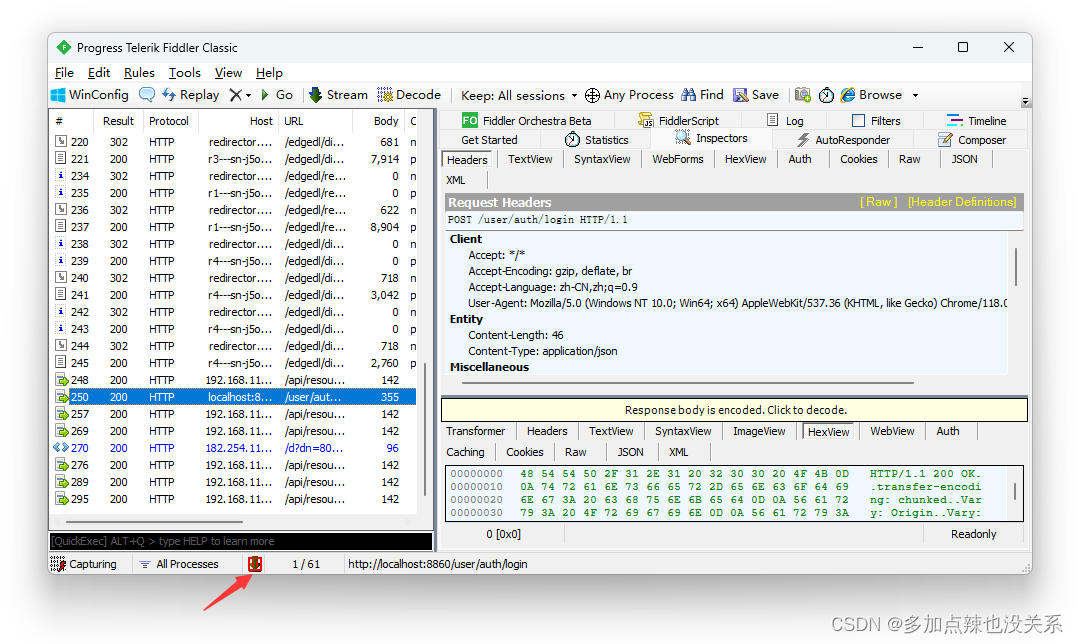 Progress Telerik Fiddler Classic
File Edit Rules Tools View Help
WinConfig Replay Go Stream Decode Keep: All sessions Any Process Find Save Browse
# Result Protocol Host URL Body C
220 302 HTTP redirector.... /edgedl/di... 681 n
221 200 HTTP r3---sn-j5o... /edgedl/di... 7,914 p
234 302 HTTP redirector.... /edgedl/re... 0 n
235 200 HTTP r1---sn-j5o... /edgedl/re... 0 p
236 302 HTTP redirector.... /edgedl/re... 622 n
237 200 HTTP r1---sn-j5o... /edgedl/re... 8,904 p
238 302 HTTP redirector.... /edgedl/di... 0 n
239 200 HTTP r4---sn-j5o... /edgedl/di... 0 p
240 302 HTTP redirector.... /edgedl/di... 718 n
241 200 HTTP r4---sn-j5o... /edgedl/di... 3,042 p
242 302 HTTP redirector.... /edgedl/di... 0 n
243 200 HTTP r4---sn-j5o... /edgedl/di... 0 p
244 302 HTTP redirector.... /edgedl/di... 718 n
245 200 HTTP r4---sn-j5o... /edgedl/di... 2,760 p
248 200 HTTP 192.168.11... /api/resou... 142
250 200 HTTP localhost:8... /user/aut... 355
257 200 HTTP 192.168.11... /api/resou... 142
269 200 HTTP 192.168.11... /api/resou... 142
270 200 HTTP 182.254.11... /d?dn=80... 96
276 200 HTTP 192.168.11... /api/resou... 142
289 200 HTTP 192.168.11... /api/resou... 142
295 200 HTTP 192.168.11... /api/resou... 142
[QuickExec] ALT+Q > type HELP to learn more
FO Fiddler Orchestra Beta FiddlerScript Log Filters Timeline
Get Started Statistics Inspectors AutoResponder Composer
Headers TextView SyntaxView WebForms HexView Auth Cookies Raw JSON
XML
Request Headers [ Raw ] [Header Definitions]
POST /user/auth/login HTTP/1.1
Client
Accept: */*
Accept-Encoding: gzip, deflate, br
Accept-Language: zh-CN,zh;q=0.9
User-Agent: Mozilla/5.0 (Windows NT 10.0; Win64; x64) AppleWebKit/537.36 (KHTML, like Gecko) Chrome/118.0
Entity
Content-Length: 46
Content-Type: application/json
Miscellaneous
Response body is encoded. Click to decode.
Transformer Headers TextView SyntaxView ImageView HexView WebView Auth
Caching Cookies Raw JSON XML
00000000 48 54 54 50 2F 31 2E 31 20 32 30 30 20 4F 4B 0D HTTP/1.1 200 OK.
00000010 0A 74 72 61 6E 73 66 65 72 2D 65 6E 63 6F 64 69 .transfer-encodi
00000020 6E 67 3A 20 63 68 75 6E 6B 65 64 0D 0A 56 61 72 ng: chunked..Var
00000030 79 3A 20 4F 72 69 67 69 6E 0D 0A 56 61 72 79 3A y: Origin..Vary:
0 [0x0] Readonly
Capturing All Processes 1 / 61 http://localhost:8860/user/auth/login
CSDN @多加点辣也没关系